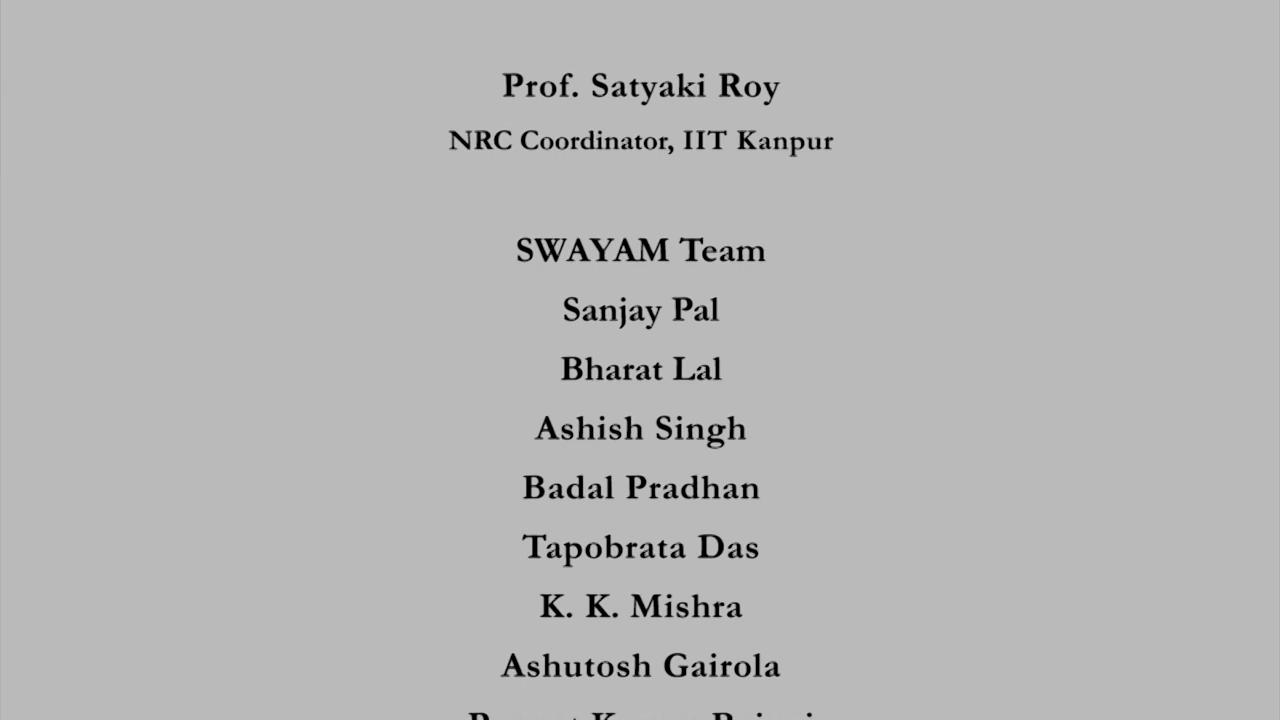 Prof. Satyaki Roy
NRC Coordinator, IIT Kanpur
SWAYAM Team
Sanjay Pal
Bharat Lal
Ashish Singh
Badal Pradhan
Tapobrata Das
K. K. Mishra
Ashutosh Gairola